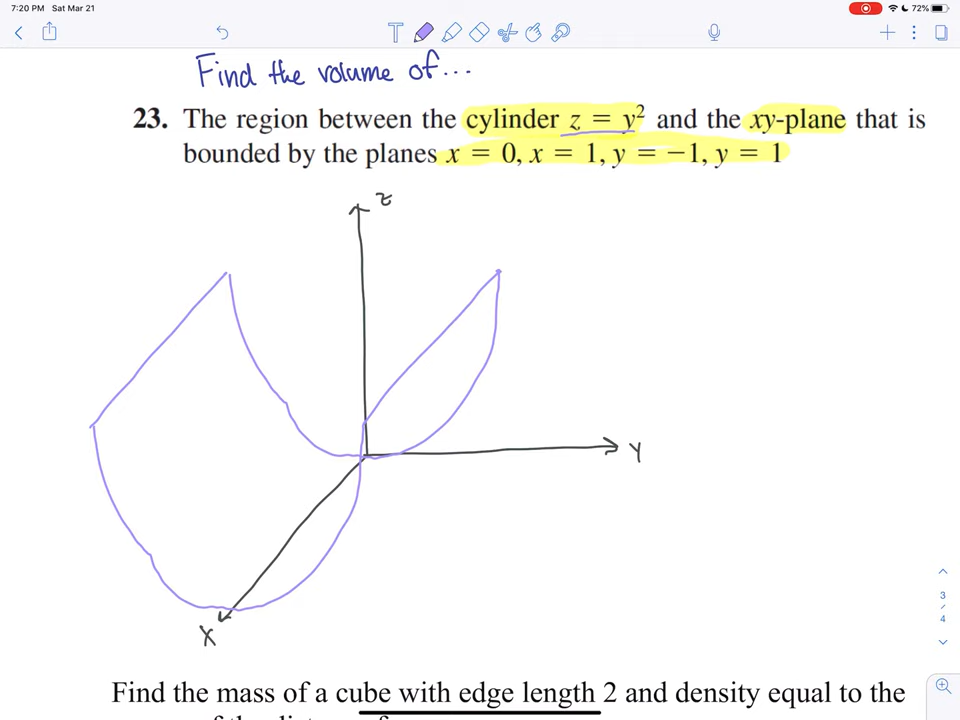 7:20 PM Sat Mar 21
72%
Find the volume of...
23. The region between the cylinder z = y² and the xy-plane that is
bounded by the planes x = 0, x = 1, y = −1, y = 1
z
Y
X
3
/
4
Find the mass of a cube with edge length 2 and density equal to the